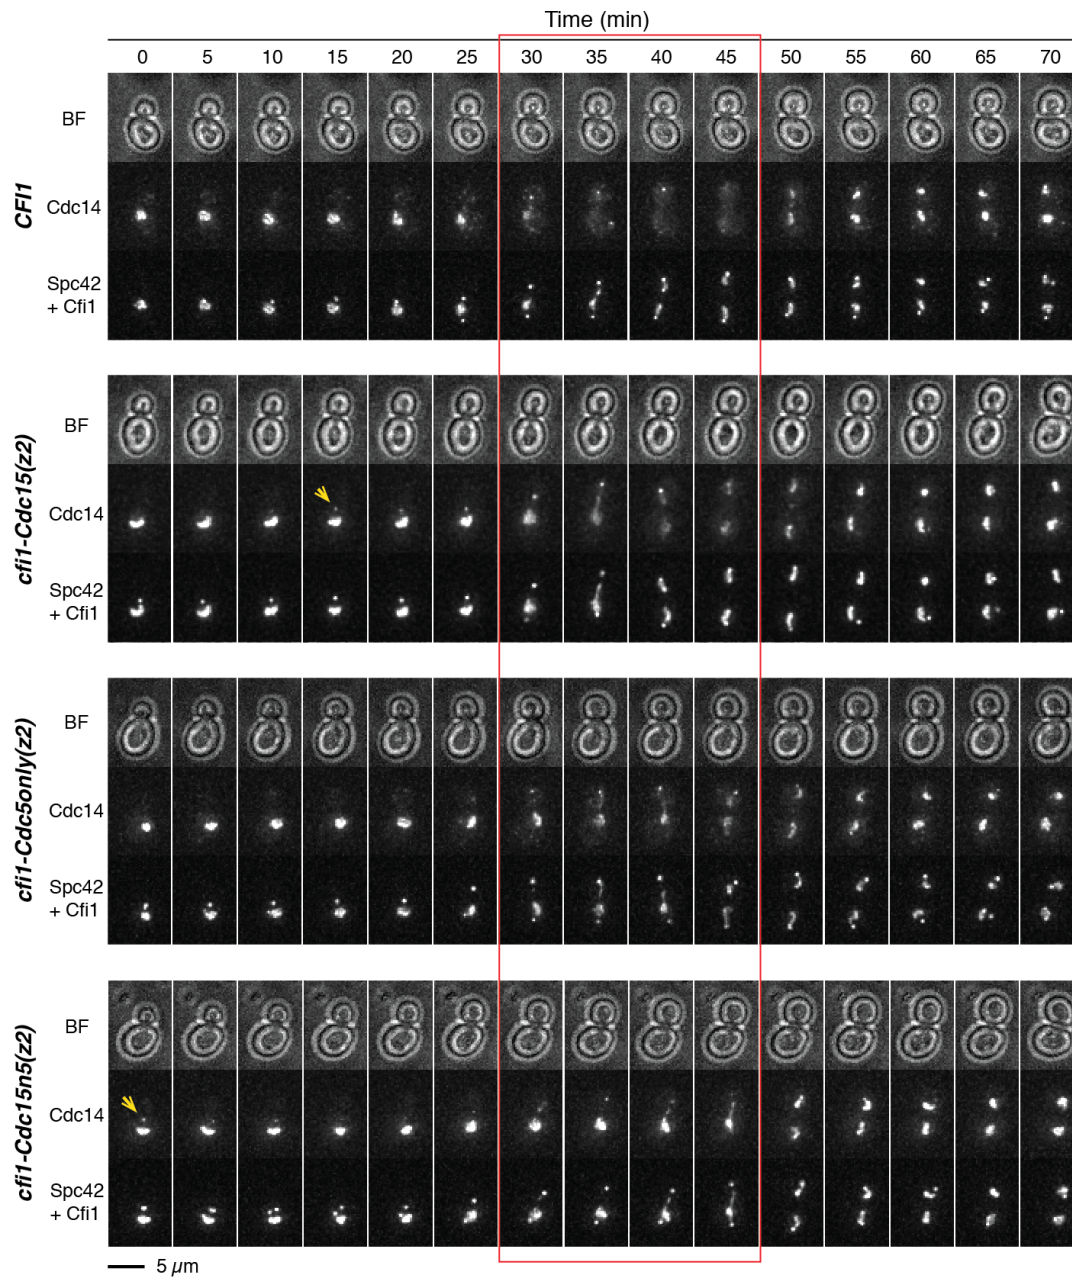 Time (min)
0 5 10 15 20 25 30 35 40 45 50 55 60 65 70
CFI1
BF
Cdc14
Spc42
+ Cfi1
cfi1-Cdc15(z2)
BF
Cdc14
Spc42
+ Cfi1
cfi1-Cdc5only(z2)
BF
Cdc14
Spc42
+ Cfi1
cfi1-Cdc15n5(z2)
BF
Cdc14
Spc42
+ Cfi1
5 µm